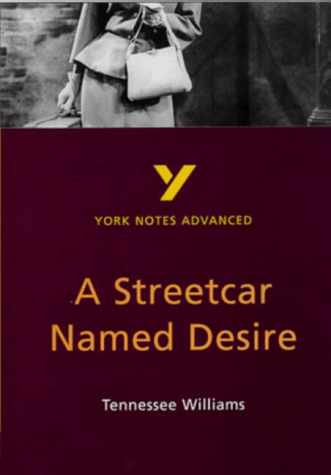 Y
YORK NOTES ADVANCED
A Streetcar
Named Desire
Tennessee Williams